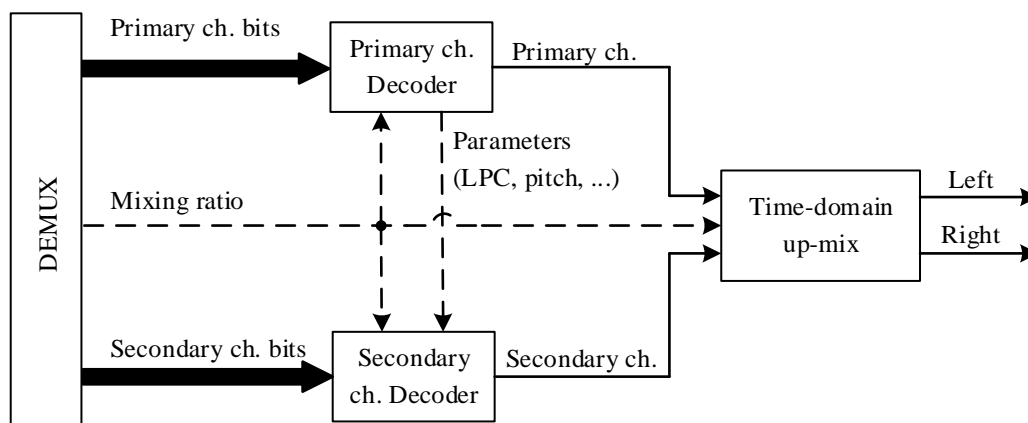 Primary ch. bits
Primary ch.
Decoder
Primary ch.
Parameters
(LPC, pitch, ...)
DEMUX
Mixing ratio
Time-domain
up-mix
Left
Right
Secondary ch. bits
Secondary
ch. Decoder
Secondary ch.